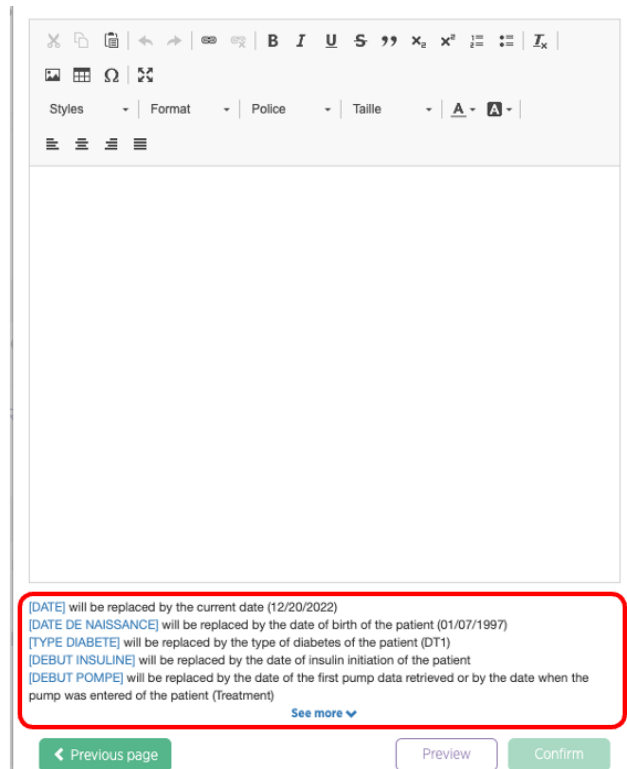 B I U S ,, x₂ x² Iₓ
Ω
Styles Format Police Taille A A
[DATE] will be replaced by the current date (12/20/2022)
[DATE DE NAISSANCE] will be replaced by the date of birth of the patient (01/07/1997)
[TYPE DIABETE] will be replaced by the type of diabetes of the patient (DT1)
[DEBUT INSULINE] will be replaced by the date of insulin initiation of the patient
[DEBUT POMPE] will be replaced by the date of the first pump data retrieved or by the date when the
pump was entered of the patient (Treatment)
See more
Previous page Preview Confirm